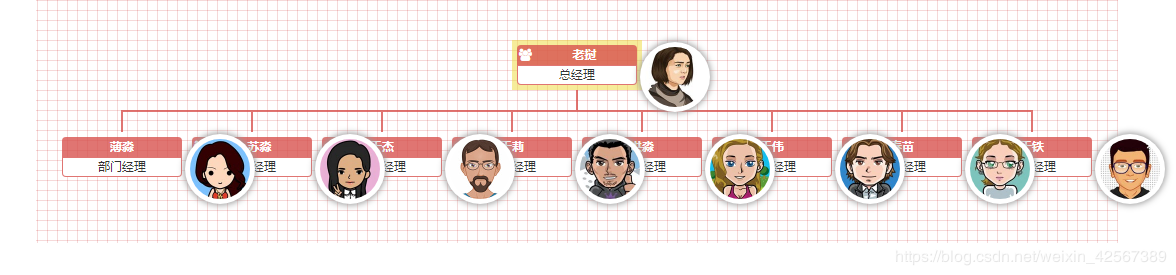 老挝
总经理
薄淼
部门经理
苏淼
经理
杰
经理
莉
经理
淼
经理
伟
经理
苗
经理
铁
经理
https://blog.csdn.net/weixin_42567389